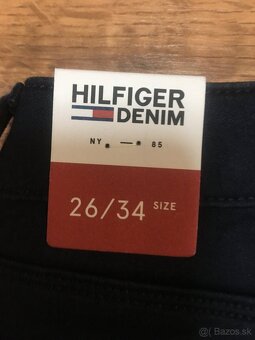 HILFIGER
DENIM
NY * — * 85
26/34 SIZE
© Bazos.sk